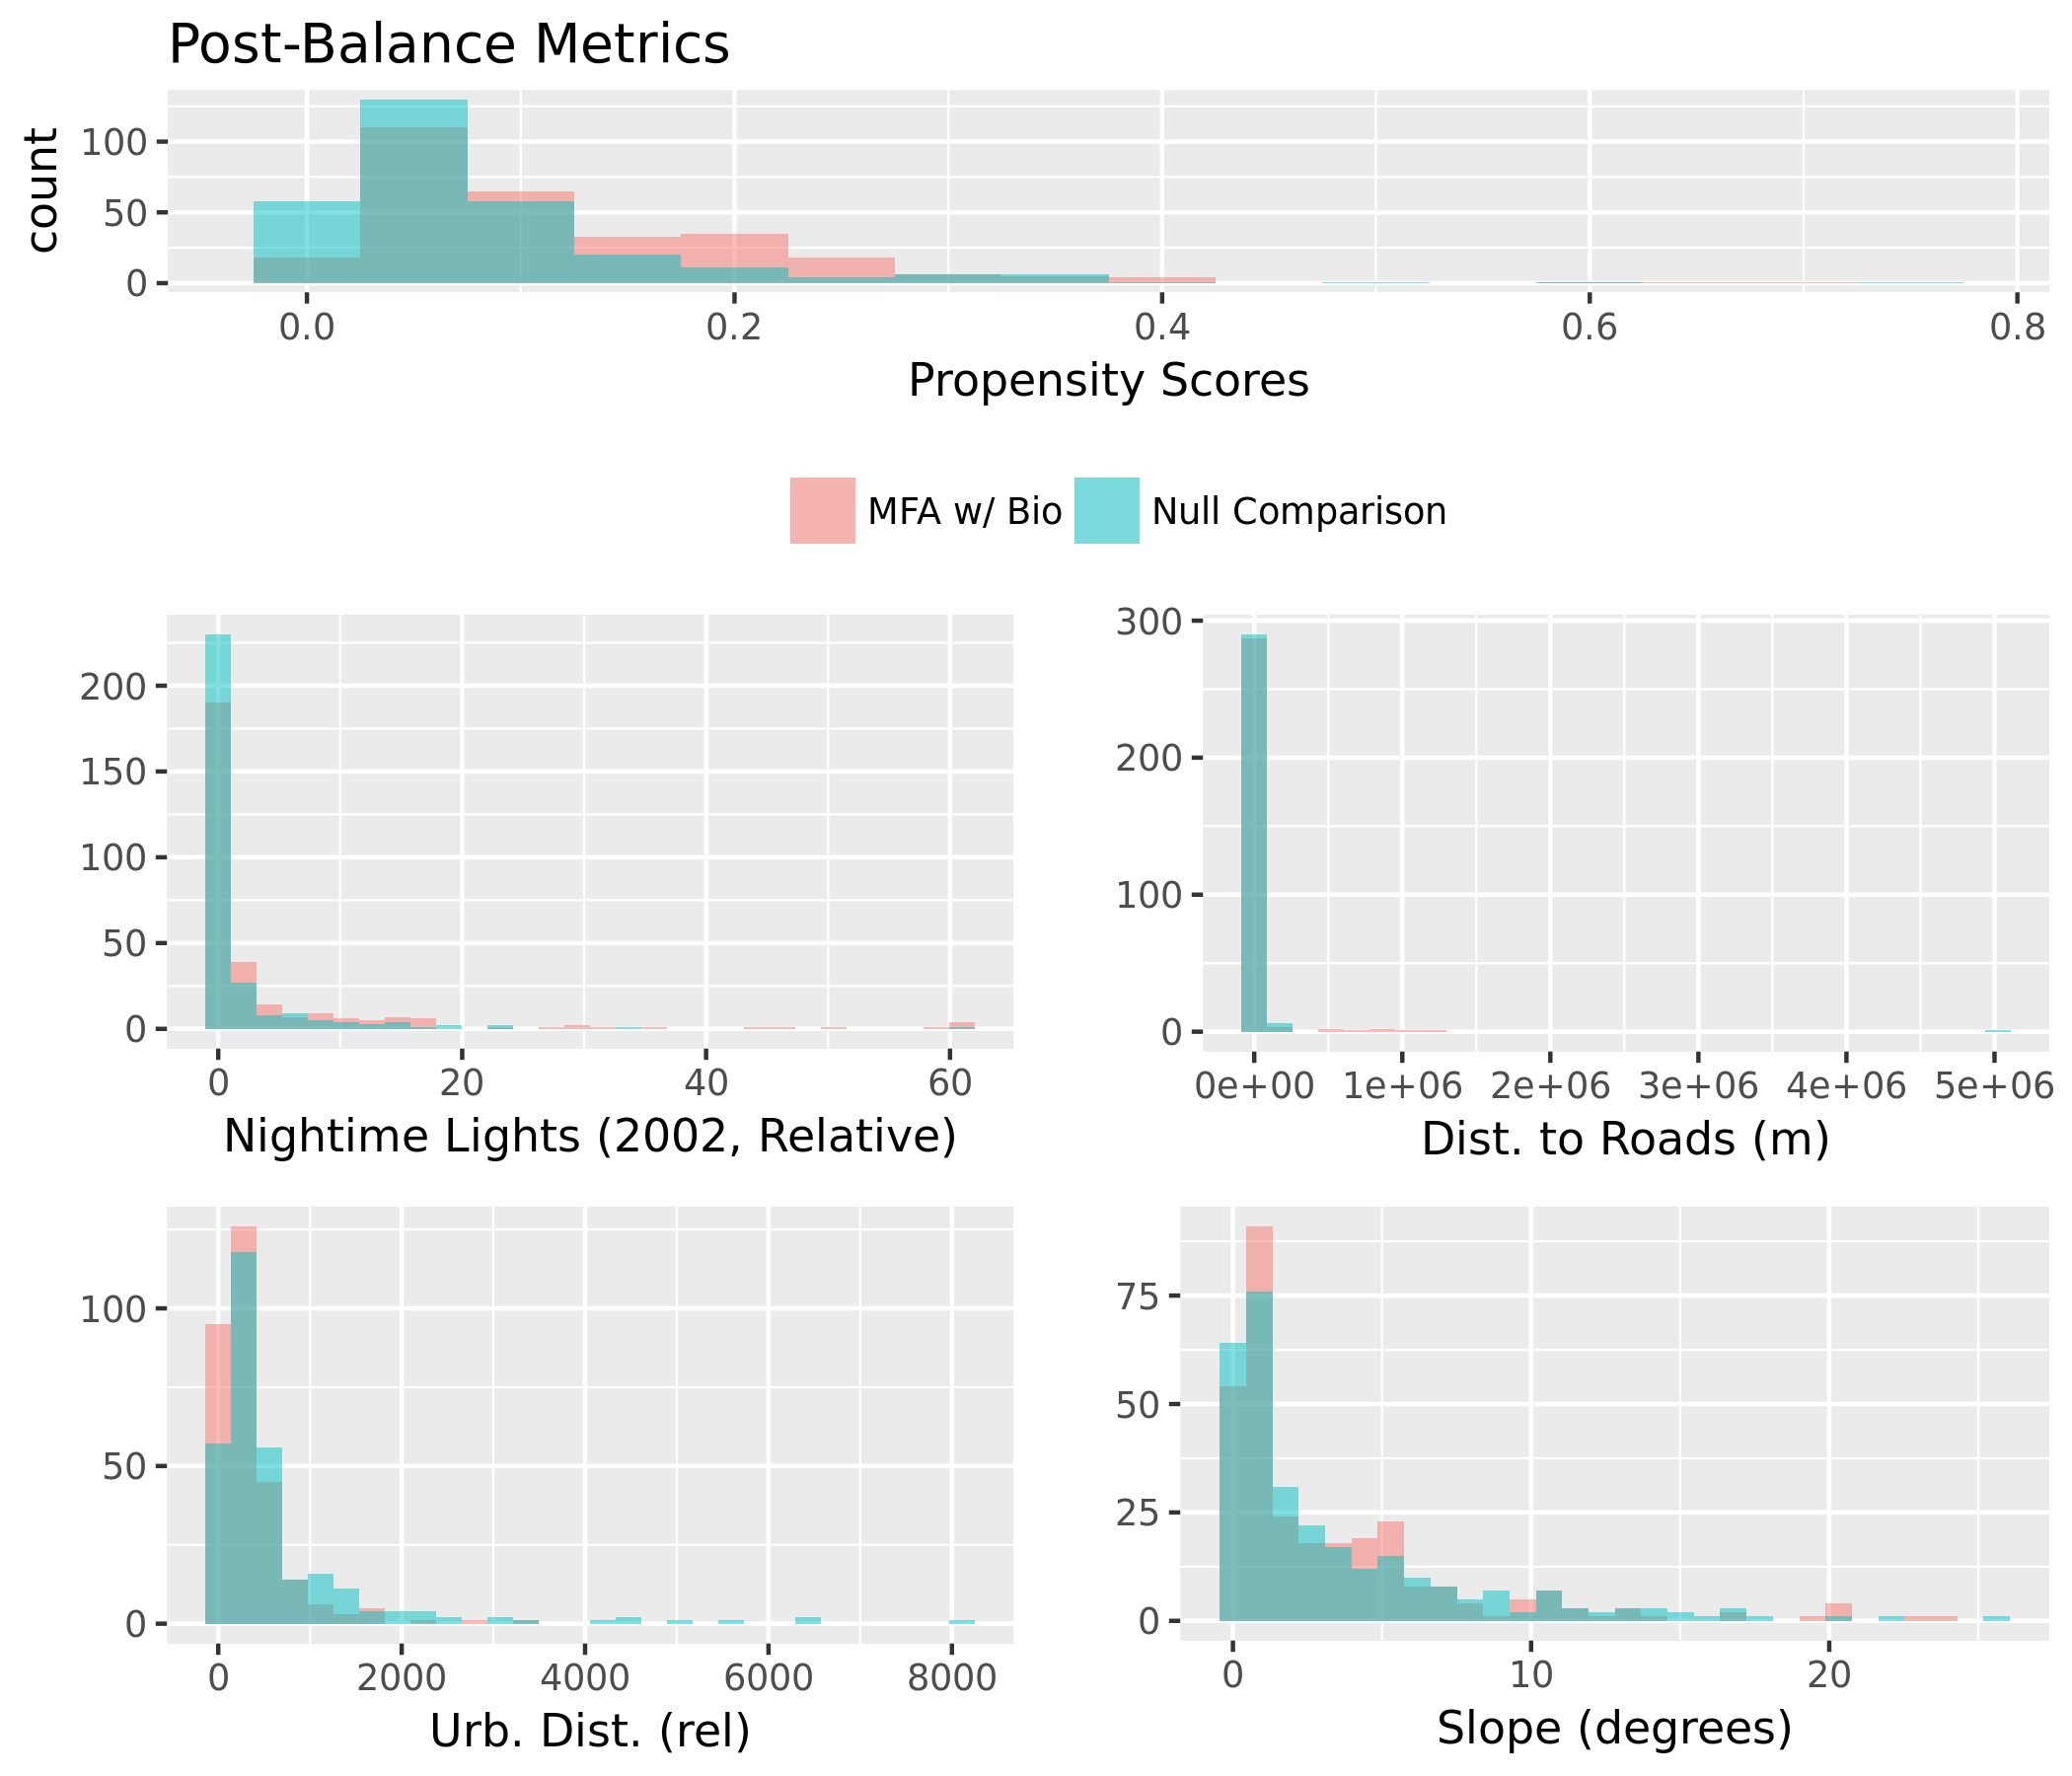 Post-Balance Metrics
count
100
50
0
0.0 0.2 0.4 0.6 0.8
Propensity Scores
MFA w/ Bio Null Comparison
200
150
100
50
0
0 20 40 60
Nightime Lights (2002, Relative)
300
200
100
0
0e+00 1e+06 2e+06 3e+06 4e+06 5e+06
Dist. to Roads (m)
100
50
0
0 2000 4000 6000 8000
Urb. Dist. (rel)
75
50
25
0
0 10 20
Slope (degrees)